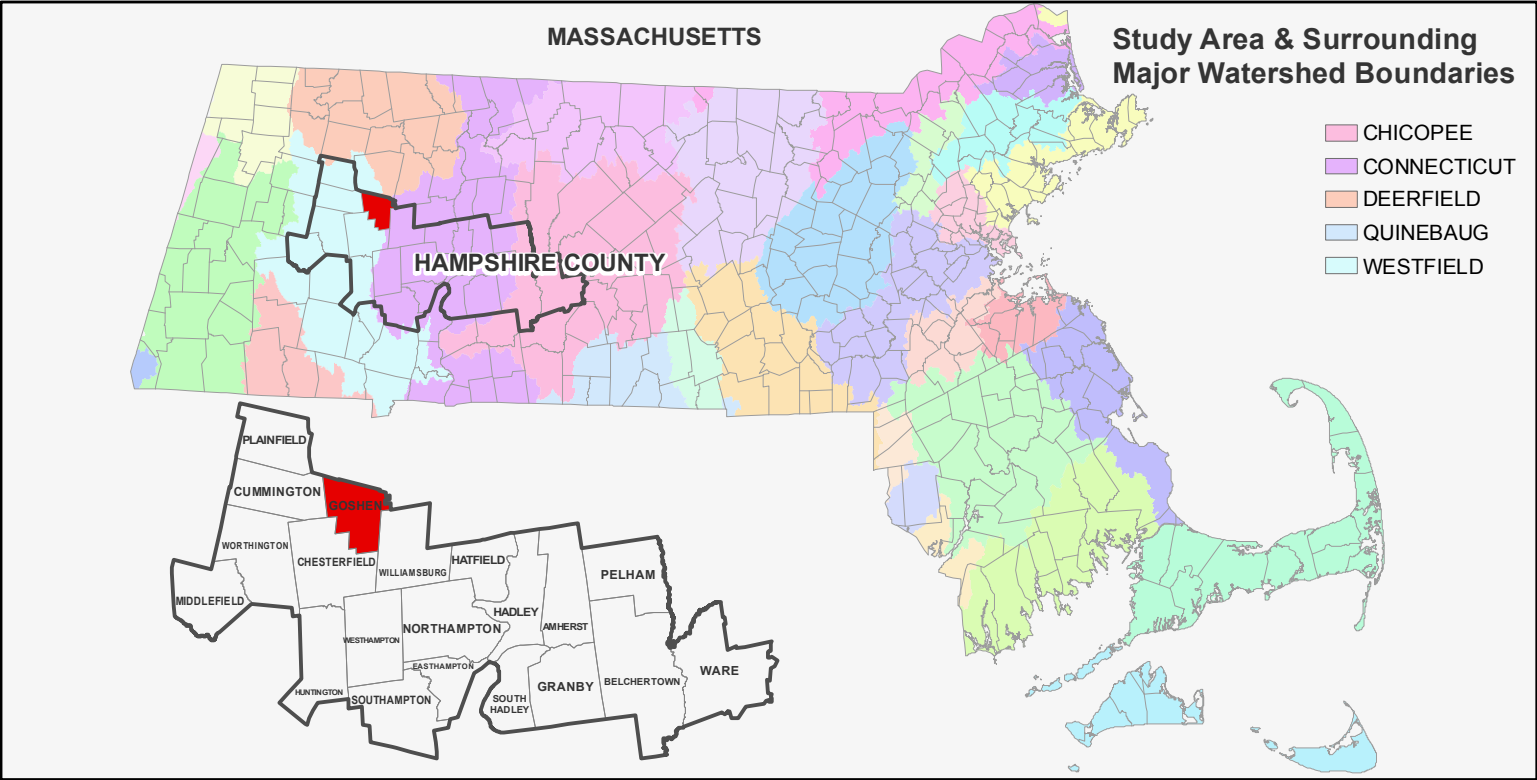 MASSACHUSETTS
Study Area & Surrounding
Major Watershed Boundaries
CHICOPEE
CONNECTICUT
DEERFIELD
QUINEBAUG
WESTFIELD
HAMPSHIRE COUNTY
PLAINFIELD
CUMMINGTON
GOSHEN
WORTHINGTON
CHESTERFIELD
WILLIAMSBURG
HATFIELD
PELHAM
MIDDLEFIELD
HADLEY
AMHERST
WESTHAMPTON
NORTHAMPTON
EASTHAMPTON
WARE
BELCHERTOWN
GRANBY
HUNTINGTON
SOUTHAMPTON
SOUTH
HADLEY